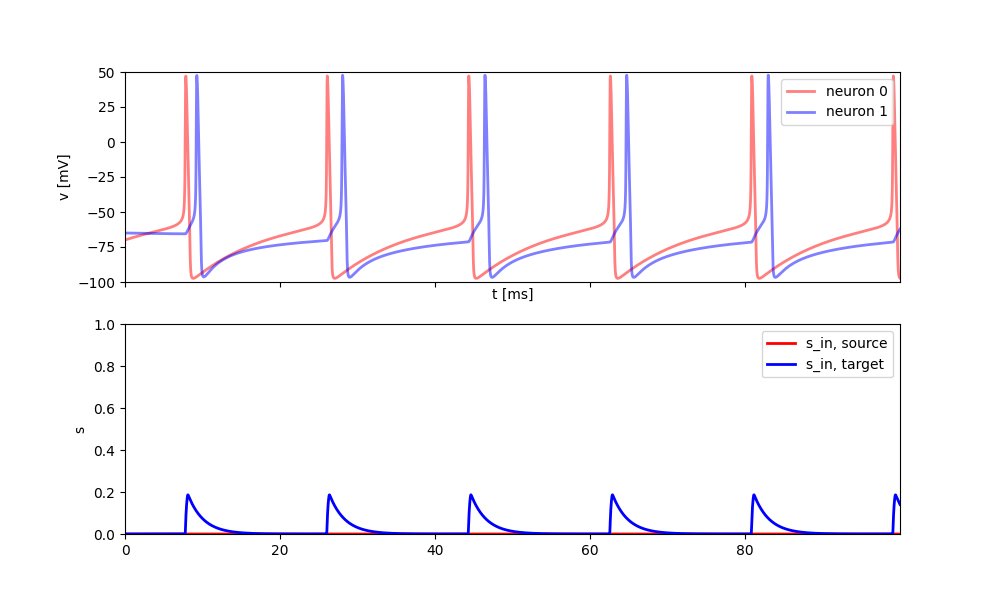 50
25
0
−25
−50
−75
−100
v [mV]
neuron 0
neuron 1
t [ms]
1.0
0.8
0.6
0.4
0.2
0.0
s
s_in, source
s_in, target
0
20
40
60
80